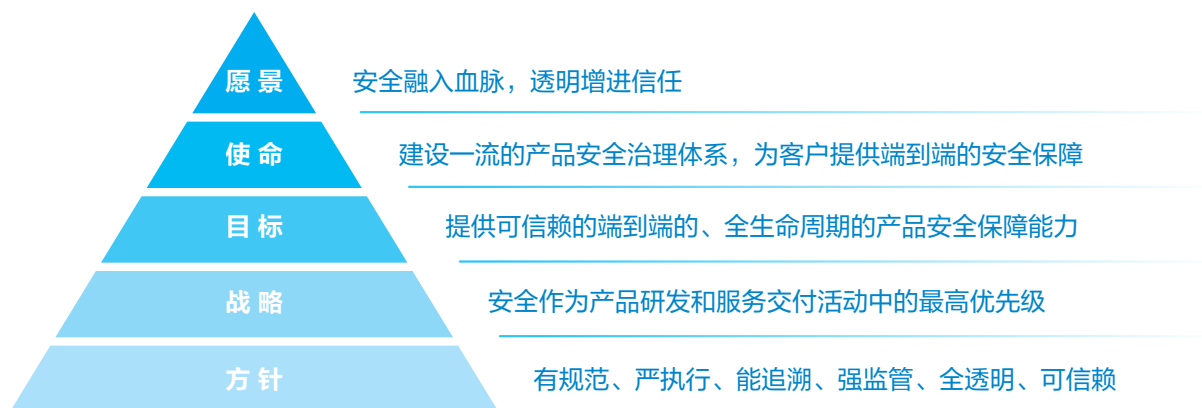 愿景 安全融入血脉，透明增进信任
使命 建设一流的产品安全治理体系，为客户提供端到端的安全保障
目标 提供可信赖的端到端的、全生命周期的产品安全保障能力
战略 安全作为产品研发和服务交付活动中的最高优先级
方针 有规范、严执行、能追溯、强监管、全透明、可信赖